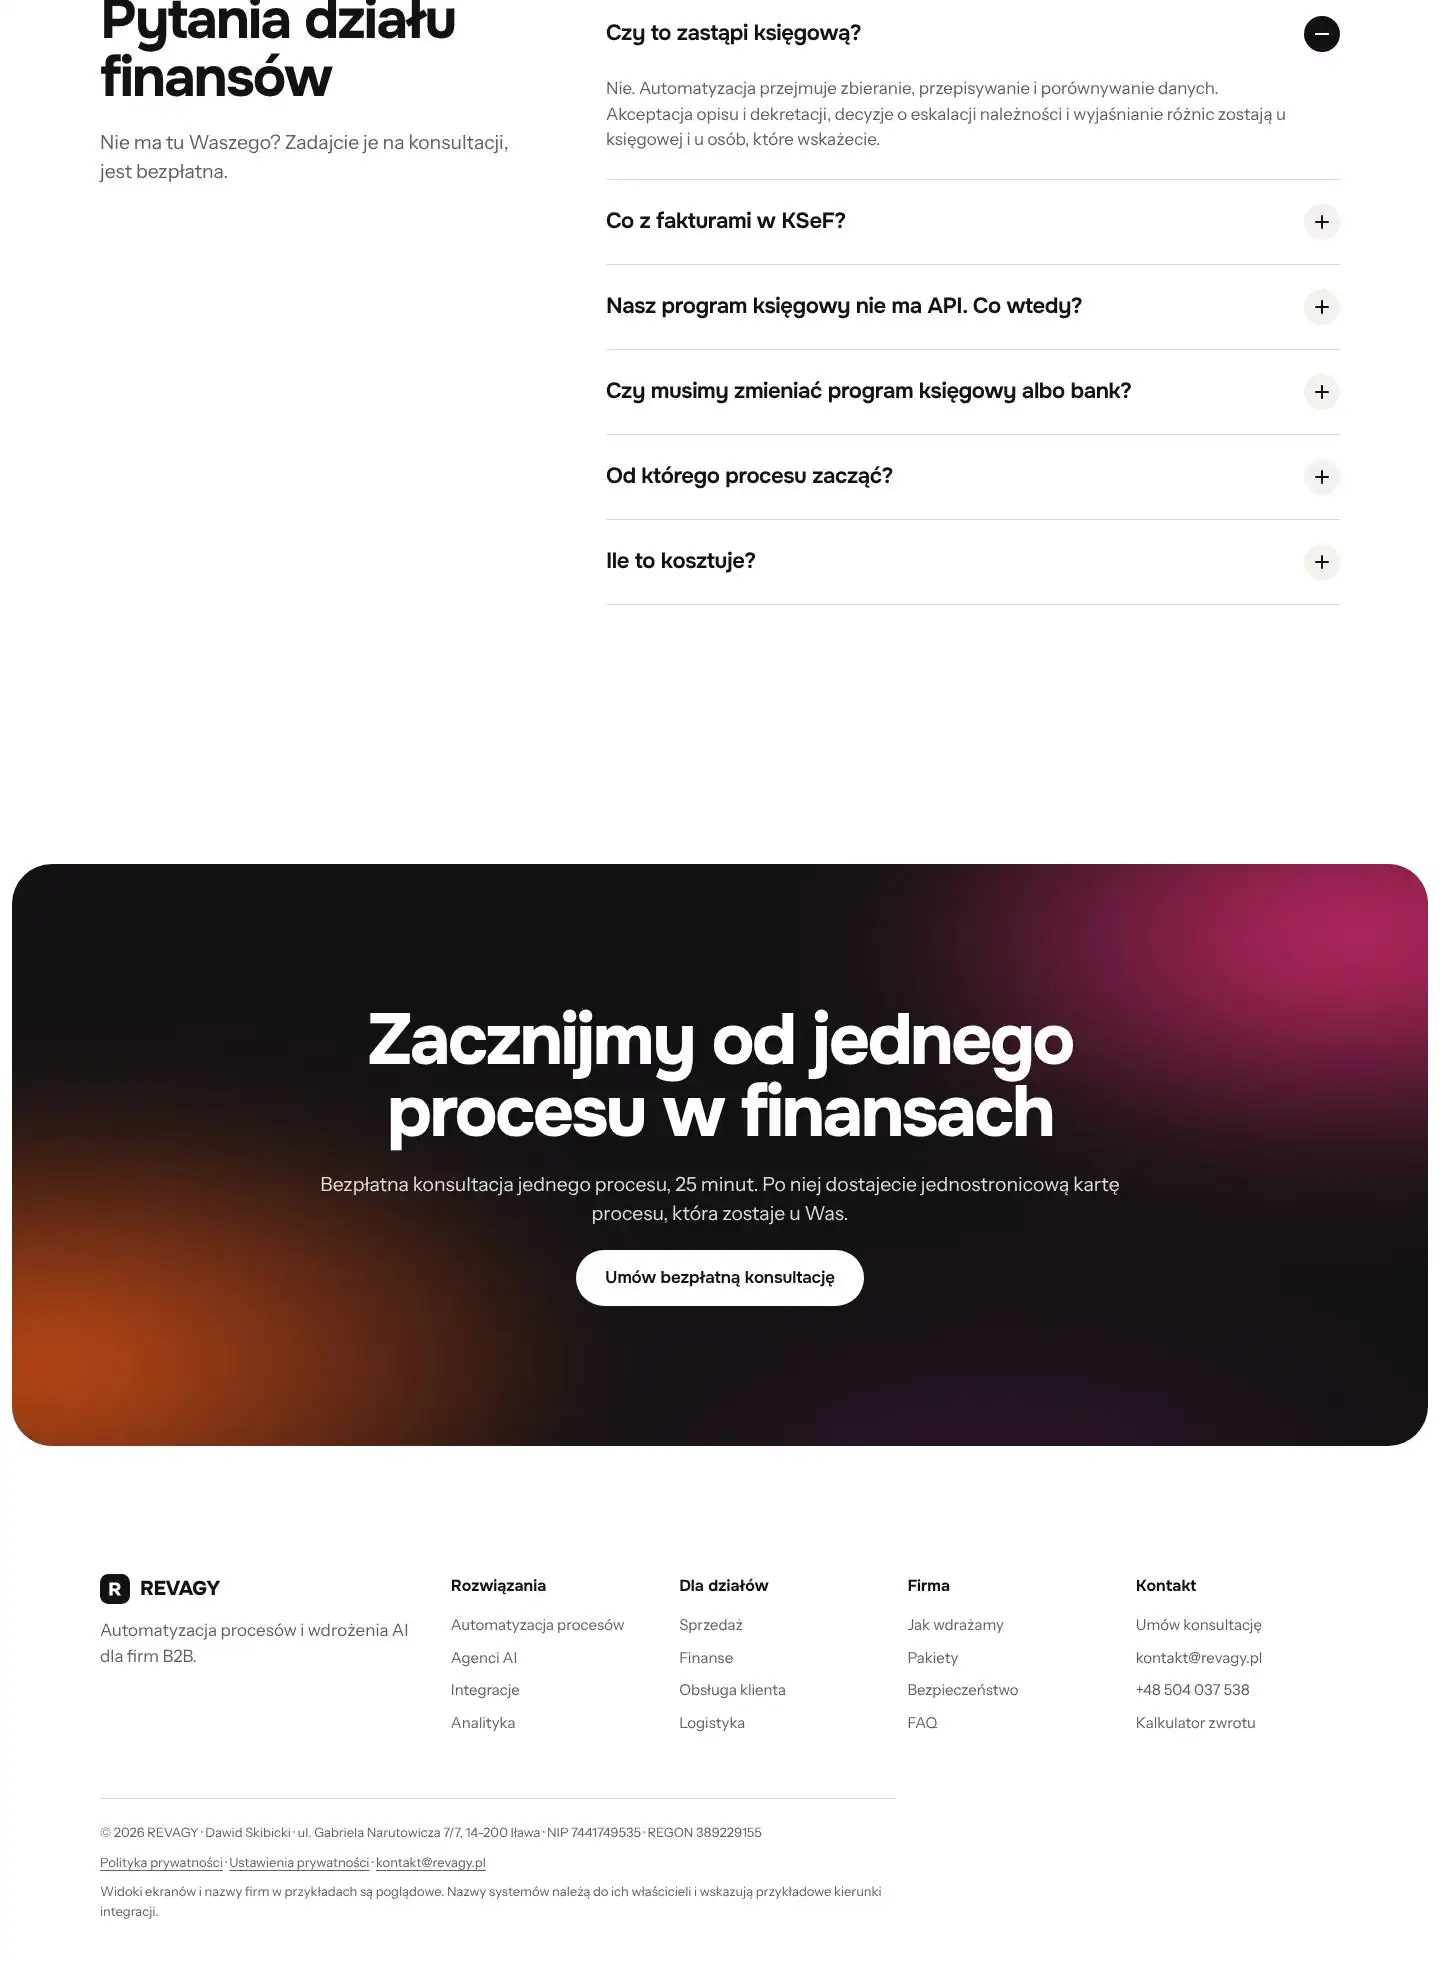 Pytania działu
finansów
Nie ma tu Waszego? Zadajcie je na konsultacji,
jest bezpłatna.
Czy to zastąpi księgową?
Nie. Automatyzacja przejmuje zbieranie, przepisywanie i porównywanie danych.
Akceptacja opisu i dekretacji, decyzje o eskalacji należności i wyjaśnianie różnic zostają u
księgowej i u osób, które wskażecie.
Co z fakturami w KSeF?
Nasz program księgowy nie ma API. Co wtedy?
Czy musimy zmieniać program księgowy albo bank?
Od którego procesu zacząć?
Ile to kosztuje?
Zacznijmy od jednego
procesu w finansach
Bezpłatna konsultacja jednego procesu, 25 minut. Po niej dostajecie jednostronicową kartę
procesu, która zostaje u Was.
Umów bezpłatną konsultację
R REVAGY
Automatyzacja procesów i wdrożenia AI
dla firm B2B.
Rozwiązania
Automatyzacja procesów
Agenci AI
Integracje
Analityka
Dla działów
Sprzedaż
Finanse
Obsługa klienta
Logistyka
Firma
Jak wdrażamy
Pakiety
Bezpieczeństwo
FAQ
Kontakt
Umów konsultację
kontakt@revagy.pl
+48 504 037 538
Kalkulator zwrotu
© 2026 REVAGY · Dawid Skibicki · ul. Gabriela Narutowicza 7/7, 14-200 Iława · NIP 7441749535 · REGON 389229155
Polityka prywatności · Ustawienia prywatności · kontakt@revagy.pl
Widoki ekranów i nazwy firm w przykładach są poglądowe. Nazwy systemów należą do ich właścicieli i wskazują przykładowe kierunki
integracji.